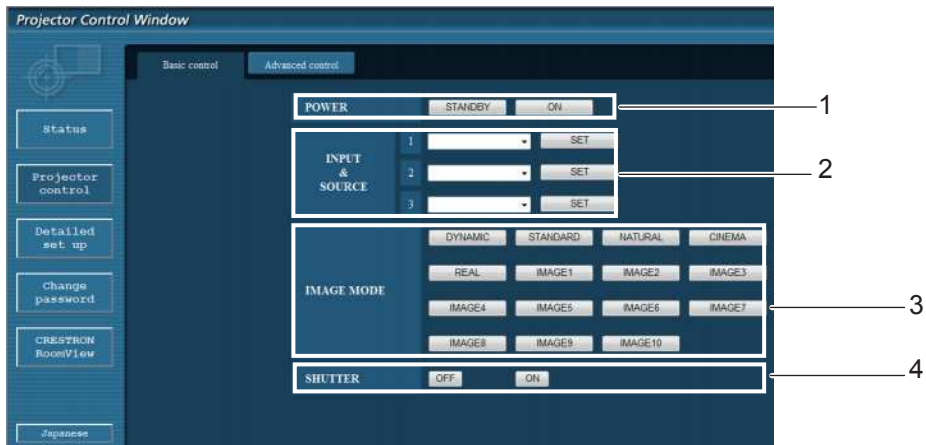 Projector Control Window
Basic control
Advanced control
Status
Projector control
Detailed set up
Change password
CRESTRON RoomView
Japanese
POWER STANDBY ON 1
INPUT & SOURCE
1 SET
2 SET
3 SET
2
IMAGE MODE
DYNAMIC STANDARD NATURAL CINEMA
REAL IMAGE1 IMAGE2 IMAGE3
IMAGE4 IMAGE5 IMAGE6 IMAGE7
IMAGE8 IMAGE9 IMAGE10
3
SHUTTER OFF ON 4